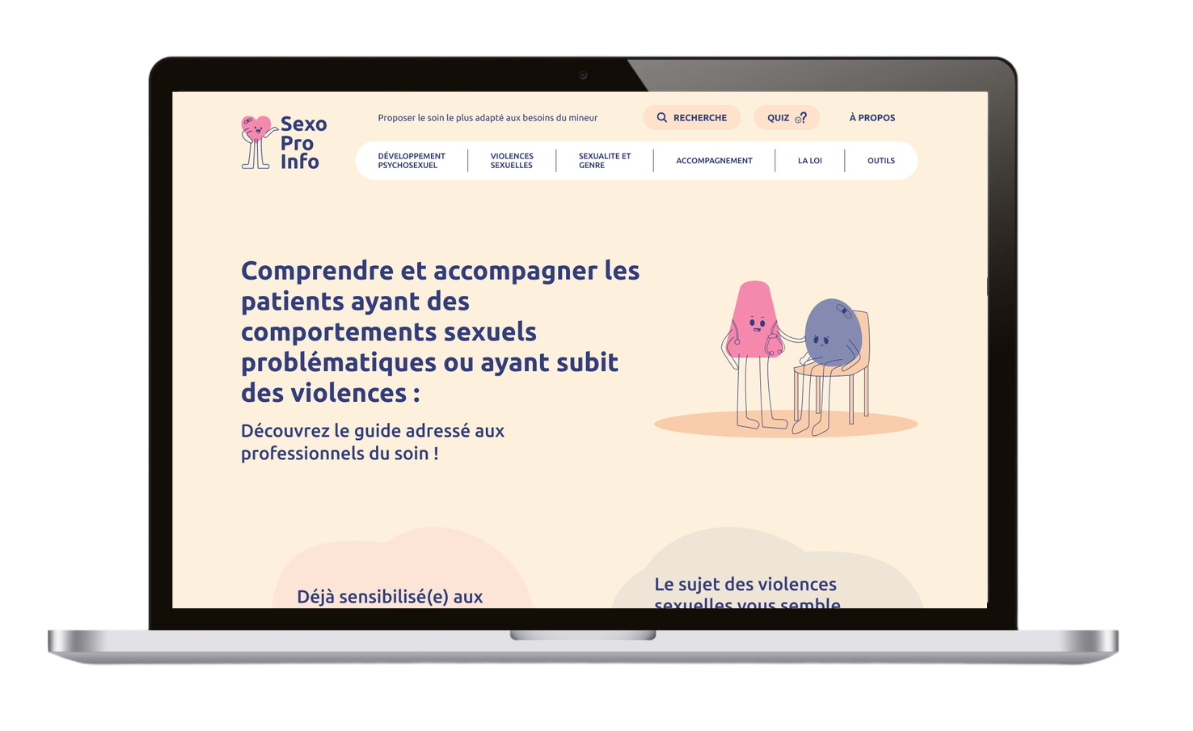 Sexo
Pro
Info
Proposer le soin le plus adapté aux besoins du mineur
RECHERCHE
QUIZ ?
À PROPOS
DÉVELOPPEMENT
PSYCHOSEXUEL
VIOLENCES
SEXUELLES
SEXUALITE ET
GENRE
ACCOMPAGNEMENT
LA LOI
OUTILS
Comprendre et accompagner les
patients ayant des
comportements sexuels
problématiques ou ayant subit
des violences :
Découvrez le guide adressé aux
professionnels du soin !
Déjà sensibilisé(e) aux
Le sujet des violences
sexuelles vous semble